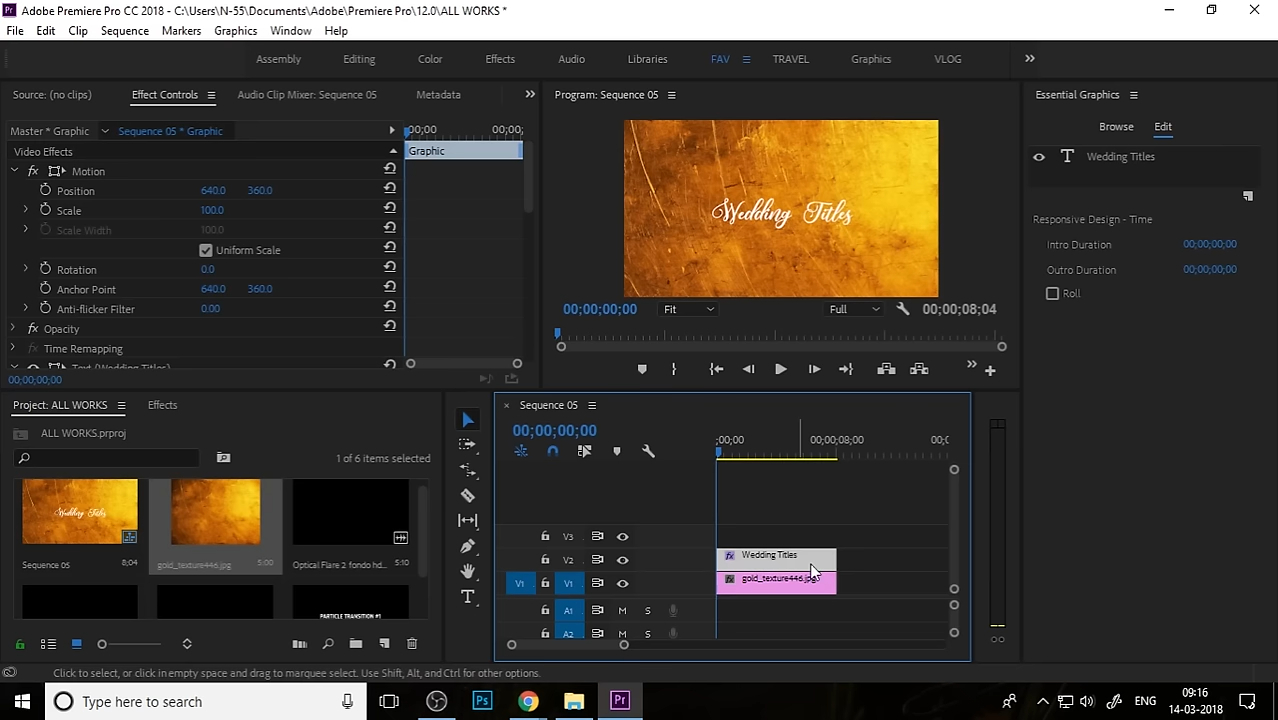 Pr Adobe Premiere Pro CC 2018 - C:\Users\N-55\Documents\Adobe\Premiere Pro\12.0\ALL WORKS *
File Edit Clip Sequence Markers Graphics Window Help
Assembly Editing Color Effects Audio Libraries FAV TRAVEL Graphics VLOG
Source: (no clips) Effect Controls Audio Clip Mixer: Sequence 05 Metadata
Program: Sequence 05
Essential Graphics
Browse Edit
Wedding Titles
Responsive Design - Time
Intro Duration 00;00;00;00
Outro Duration 00;00;00;00
Roll
Master * Graphic Sequence 05 * Graphic
;00;00 00;00;
Video Effects
Graphic
fx Motion
Position 640.0 360.0
Scale 100.0
Scale Width 100.0
Uniform Scale
Rotation 0.0
Anchor Point 640.0 360.0
Anti-flicker Filter 0.00
fx Opacity
fx Time Remapping
Text (Wedding Titles)
00;00;00;00
Wedding Titles
00;00;00;00 Fit Full 00;00;08;04
Project: ALL WORKS Effects
ALL WORKS.prproj
1 of 6 items selected
Wedding Titles
Sequence 05 8;04
gold_texture446.jpg 5:00
Optical Flare 2 fondo hd... 5:10
PARTICLE TRANSITION #1
× Sequence 05
00;00;00;00
;00;00 00;00;08;00 00;0
V3
V2
V1 V1
A1 M S
A2 M S
fx Wedding Titles
fx gold_texture446.jpg
Click to select, or click in empty space and drag to marquee select. Use Shift, Alt, and Ctrl for other options.
Type here to search
Ps
Pr
ENG
09:16
14-03-2018